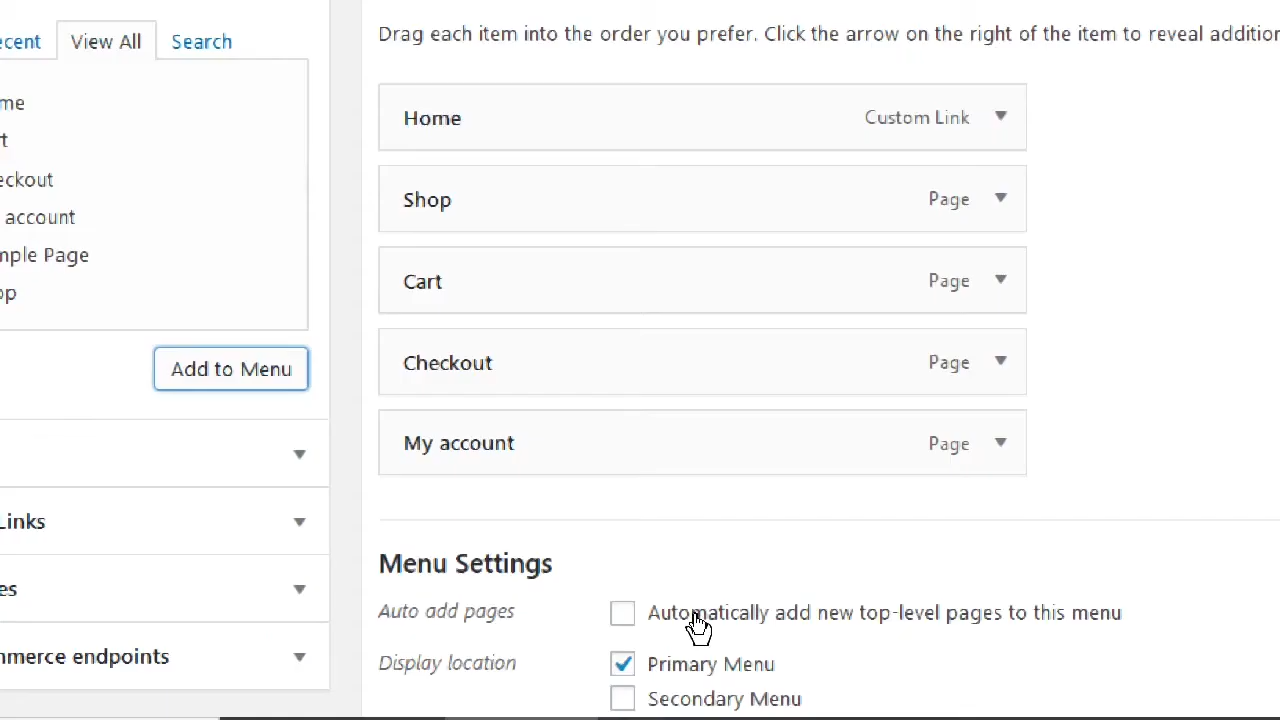 ecent View All Search
me
t
eckout
account
mple Page
op
Add to Menu
Links
es
mmerce endpoints
Drag each item into the order you prefer. Click the arrow on the right of the item to reveal addition
Home Custom Link
Shop Page
Cart Page
Checkout Page
My account Page
Menu Settings
Auto add pages Automatically add new top-level pages to this menu
Display location Primary Menu
Secondary Menu